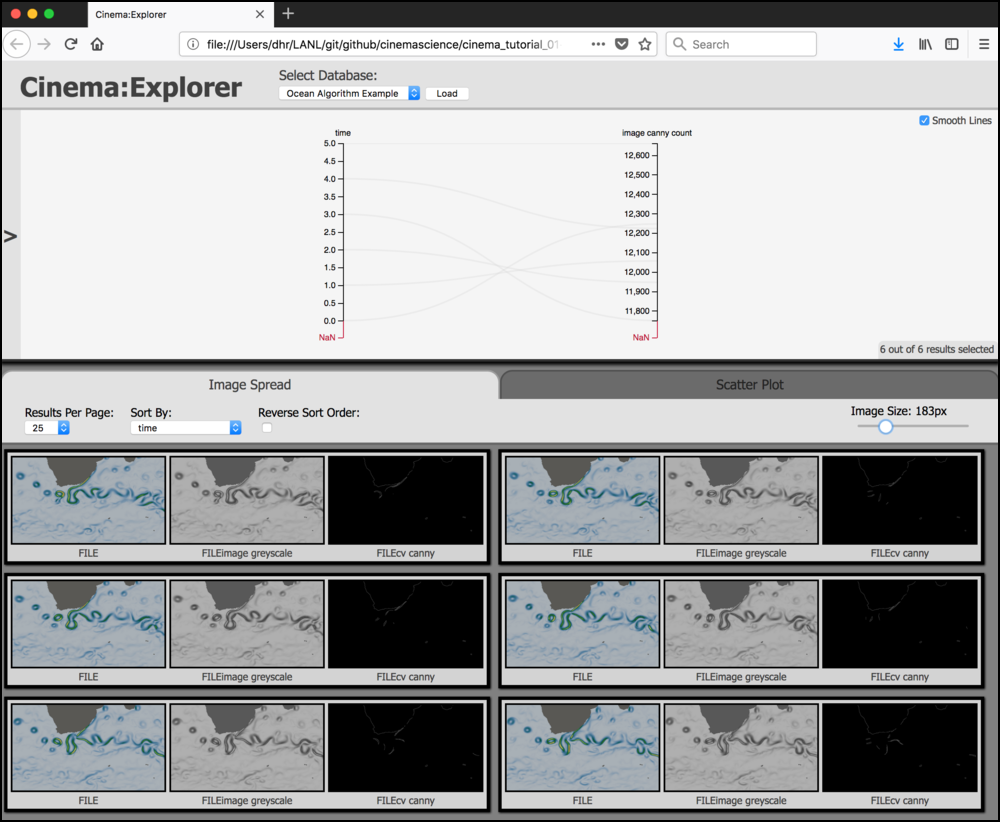 Cinema:Explorer
file:///Users/dhr/LANL/git/github/cinemascience/cinema_tutorial_01
Search
Cinema:Explorer
Select Database:
Ocean Algorithm Example
Load
Smooth Lines
time
image canny count
5.0
4.5
4.0
3.5
3.0
2.5
2.0
1.5
1.0
0.5
0.0
NaN
12,600
12,500
12,400
12,300
12,200
12,100
12,000
11,900
11,800
NaN
>
6 out of 6 results selected
Image Spread
Scatter Plot
Results Per Page:
Sort By:
Reverse Sort Order:
Image Size: 183px
25
time
FILE FILEimage greyscale FILEcv canny FILE FILEimage greyscale FILEcv canny
FILE FILEimage greyscale FILEcv canny FILE FILEimage greyscale FILEcv canny
FILE FILEimage greyscale FILEcv canny FILE FILEimage greyscale FILEcv canny